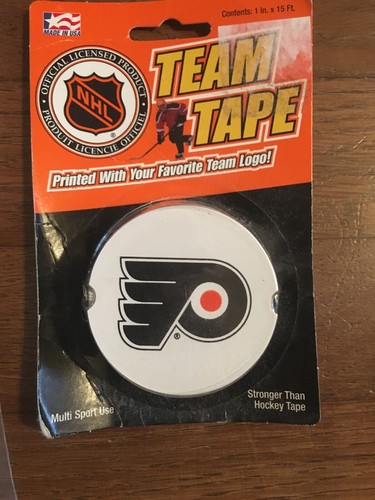 MADE IN USA
Contents: 1 in. x 15 Ft.
OFFICIAL LICENSED PRODUCT
NHL
®
PRODUIT LICENCIE OFFICIEL
TEAM
TAPE
Printed With Your Favorite Team Logo!
®
Multi Sport Use
Stronger Than
Hockey Tape